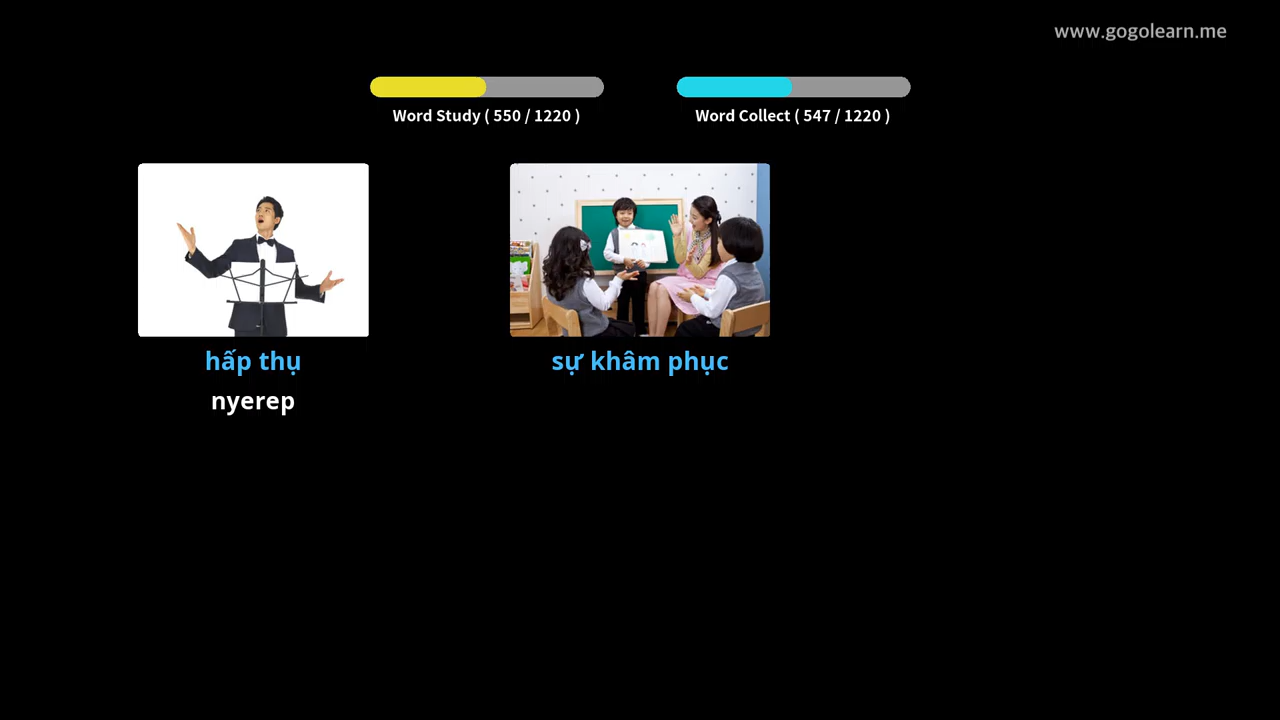 www.gogolearn.me
Word Study ( 550 / 1220 )
Word Collect ( 547 / 1220 )
hấp thụ
sự khâm phục
nyerep